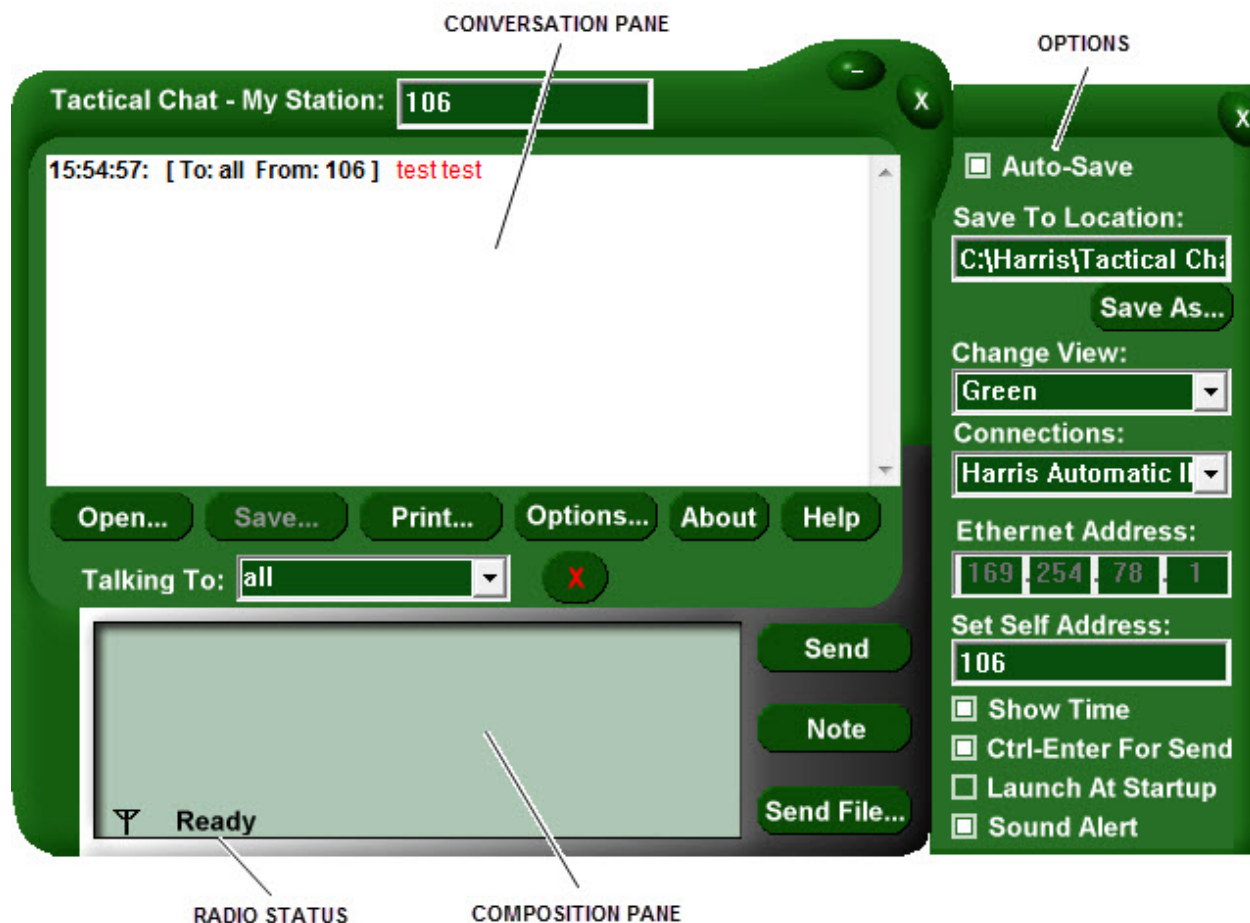 CONVERSATION PANE
OPTIONS
Tactical Chat - My Station: 106
X
X
15:54:57: [ To: all From: 106 ] test test
Auto-Save
Save To Location:
C:\Harris\Tactical Cha
Save As...
Change View:
Green
Connections:
Harris Automatic
Open... Save... Print... Options... About Help
Ethernet Address:
169 . 254 . 78 . 1
Talking To: all X
Set Self Address:
106
Send
Note
Send File...
Show Time
Ctrl-Enter For Send
Launch At Startup
Sound Alert
Ready
RADIO STATUS
COMPOSITION PANE